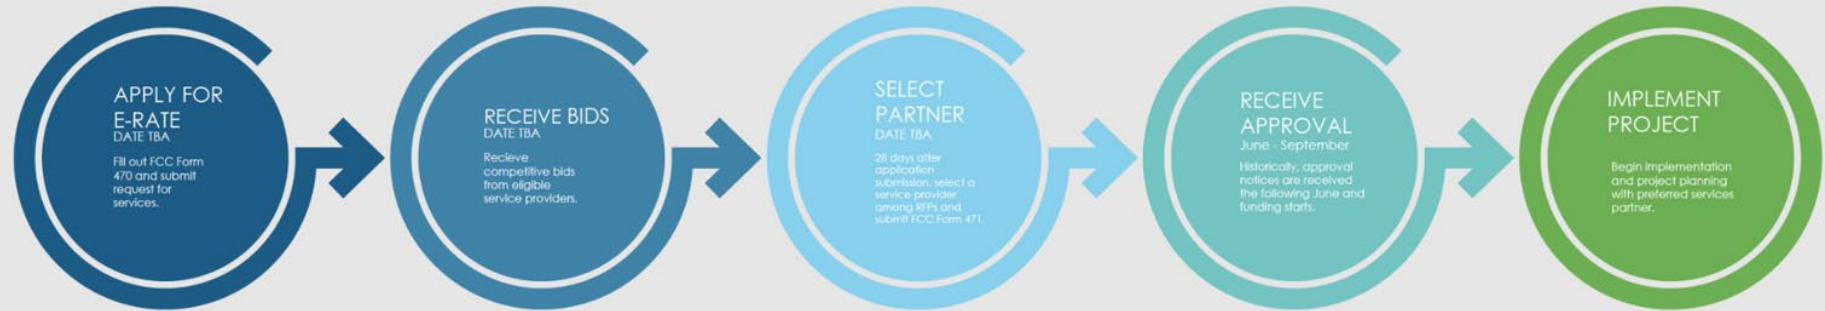 APPLY FOR
E-RATE
DATE TBA
Fill out FCC Form
470 and submit
request for
services.
RECEIVE BIDS
DATE TBA
Recieve
competitive bids
from eligible
service providers.
SELECT
PARTNER
DATE TBA
28 days after
application
submission, select a
service provider
among RFPs and
submit FCC Form 471.
RECEIVE
APPROVAL
June - September
Historically, approval
notices are received
the following June and
funding starts.
IMPLEMENT
PROJECT
Begin implementation
and project planning
with preferred services
partner.